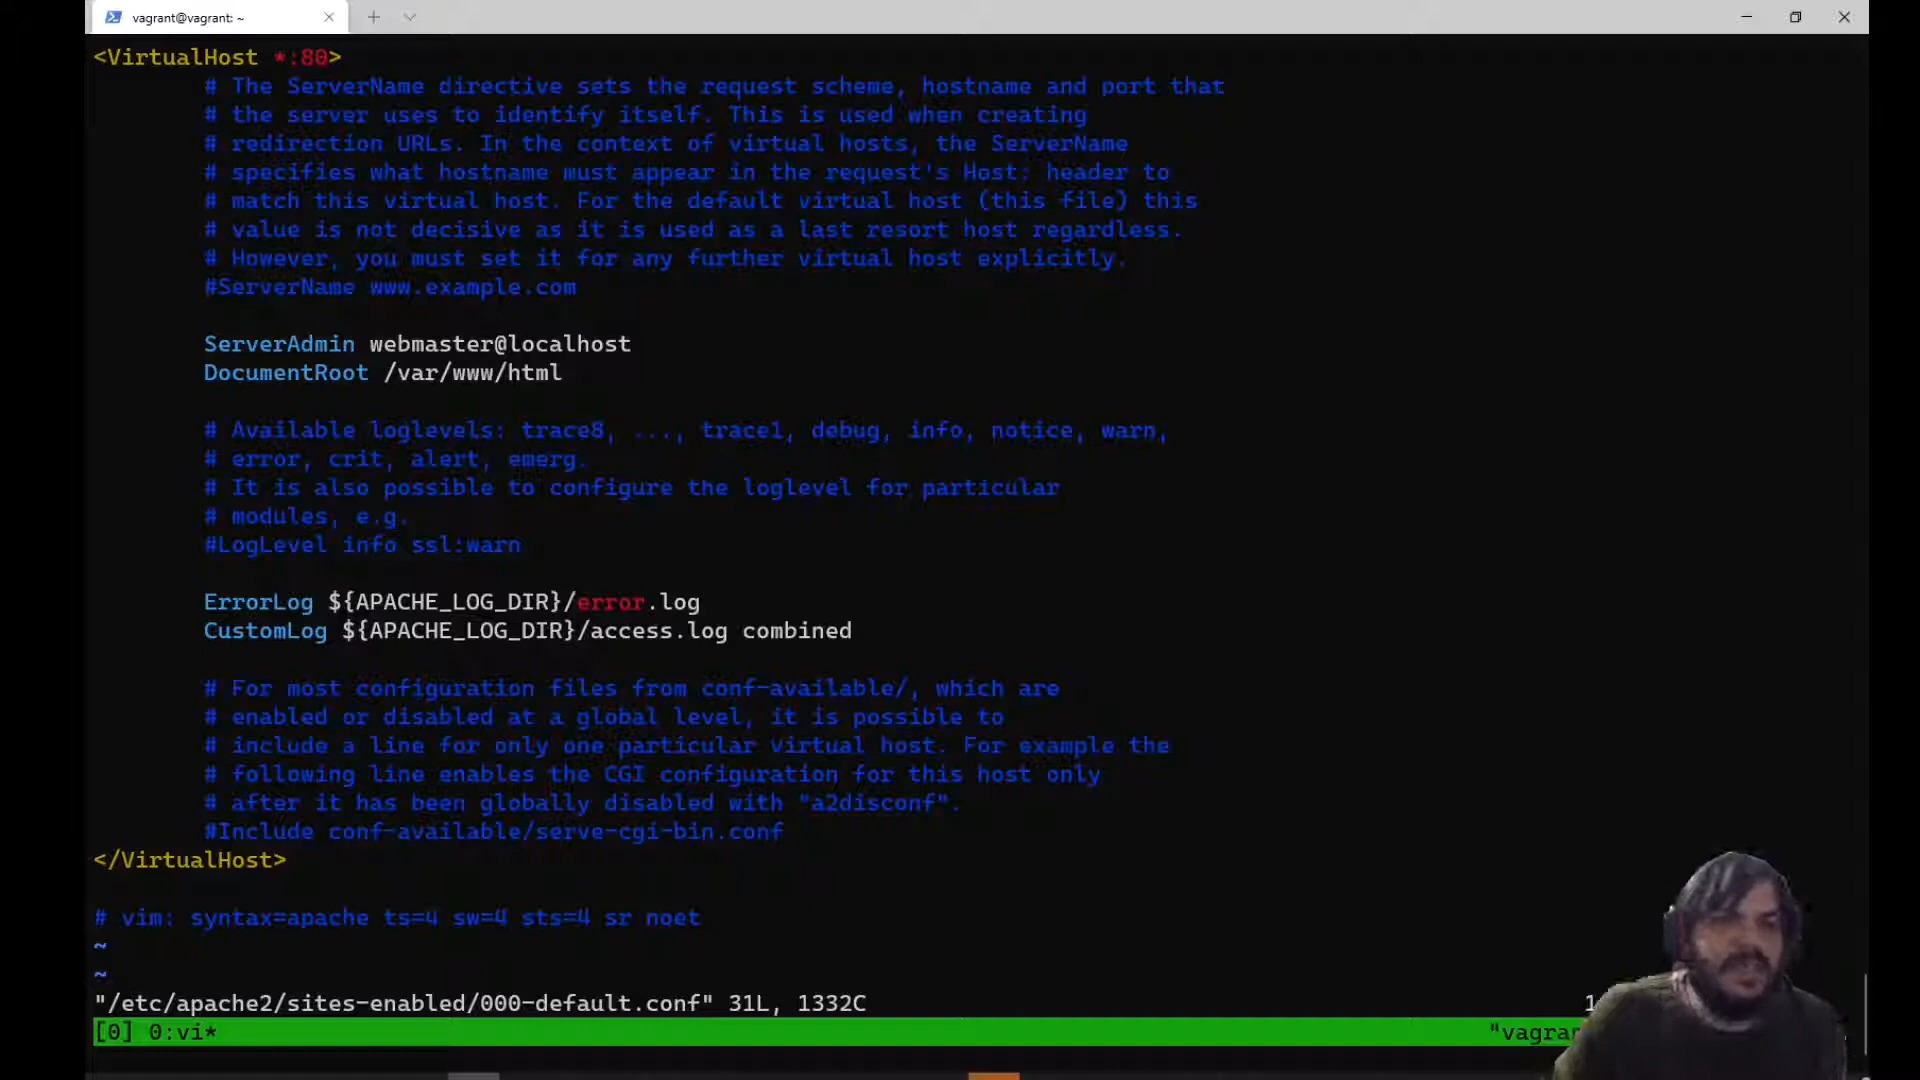 vagrant@vagrant: ~
<VirtualHost *:80>
# The ServerName directive sets the request scheme, hostname and port that
# the server uses to identify itself. This is used when creating
# redirection URLs. In the context of virtual hosts, the ServerName
# specifies what hostname must appear in the request's Host: header to
# match this virtual host. For the default virtual host (this file) this
# value is not decisive as it is used as a last resort host regardless.
# However, you must set it for any further virtual host explicitly.
#ServerName www.example.com
ServerAdmin webmaster@localhost
DocumentRoot /var/www/html
# Available loglevels: trace8, ..., trace1, debug, info, notice, warn,
# error, crit, alert, emerg.
# It is also possible to configure the loglevel for particular
# modules, e.g.
#LogLevel info ssl:warn
ErrorLog ${APACHE_LOG_DIR}/error.log
CustomLog ${APACHE_LOG_DIR}/access.log combined
# For most configuration files from conf-available/, which are
# enabled or disabled at a global level, it is possible to
# include a line for only one particular virtual host. For example the
# following line enables the CGI configuration for this host only
# after it has been globally disabled with "a2disconf".
#Include conf-available/serve-cgi-bin.conf
</VirtualHost>
# vim: syntax=apache ts=4 sw=4 sts=4 sr noet
~
~
"/etc/apache2/sites-enabled/000-default.conf" 31L, 1332C
[0] 0:vi*